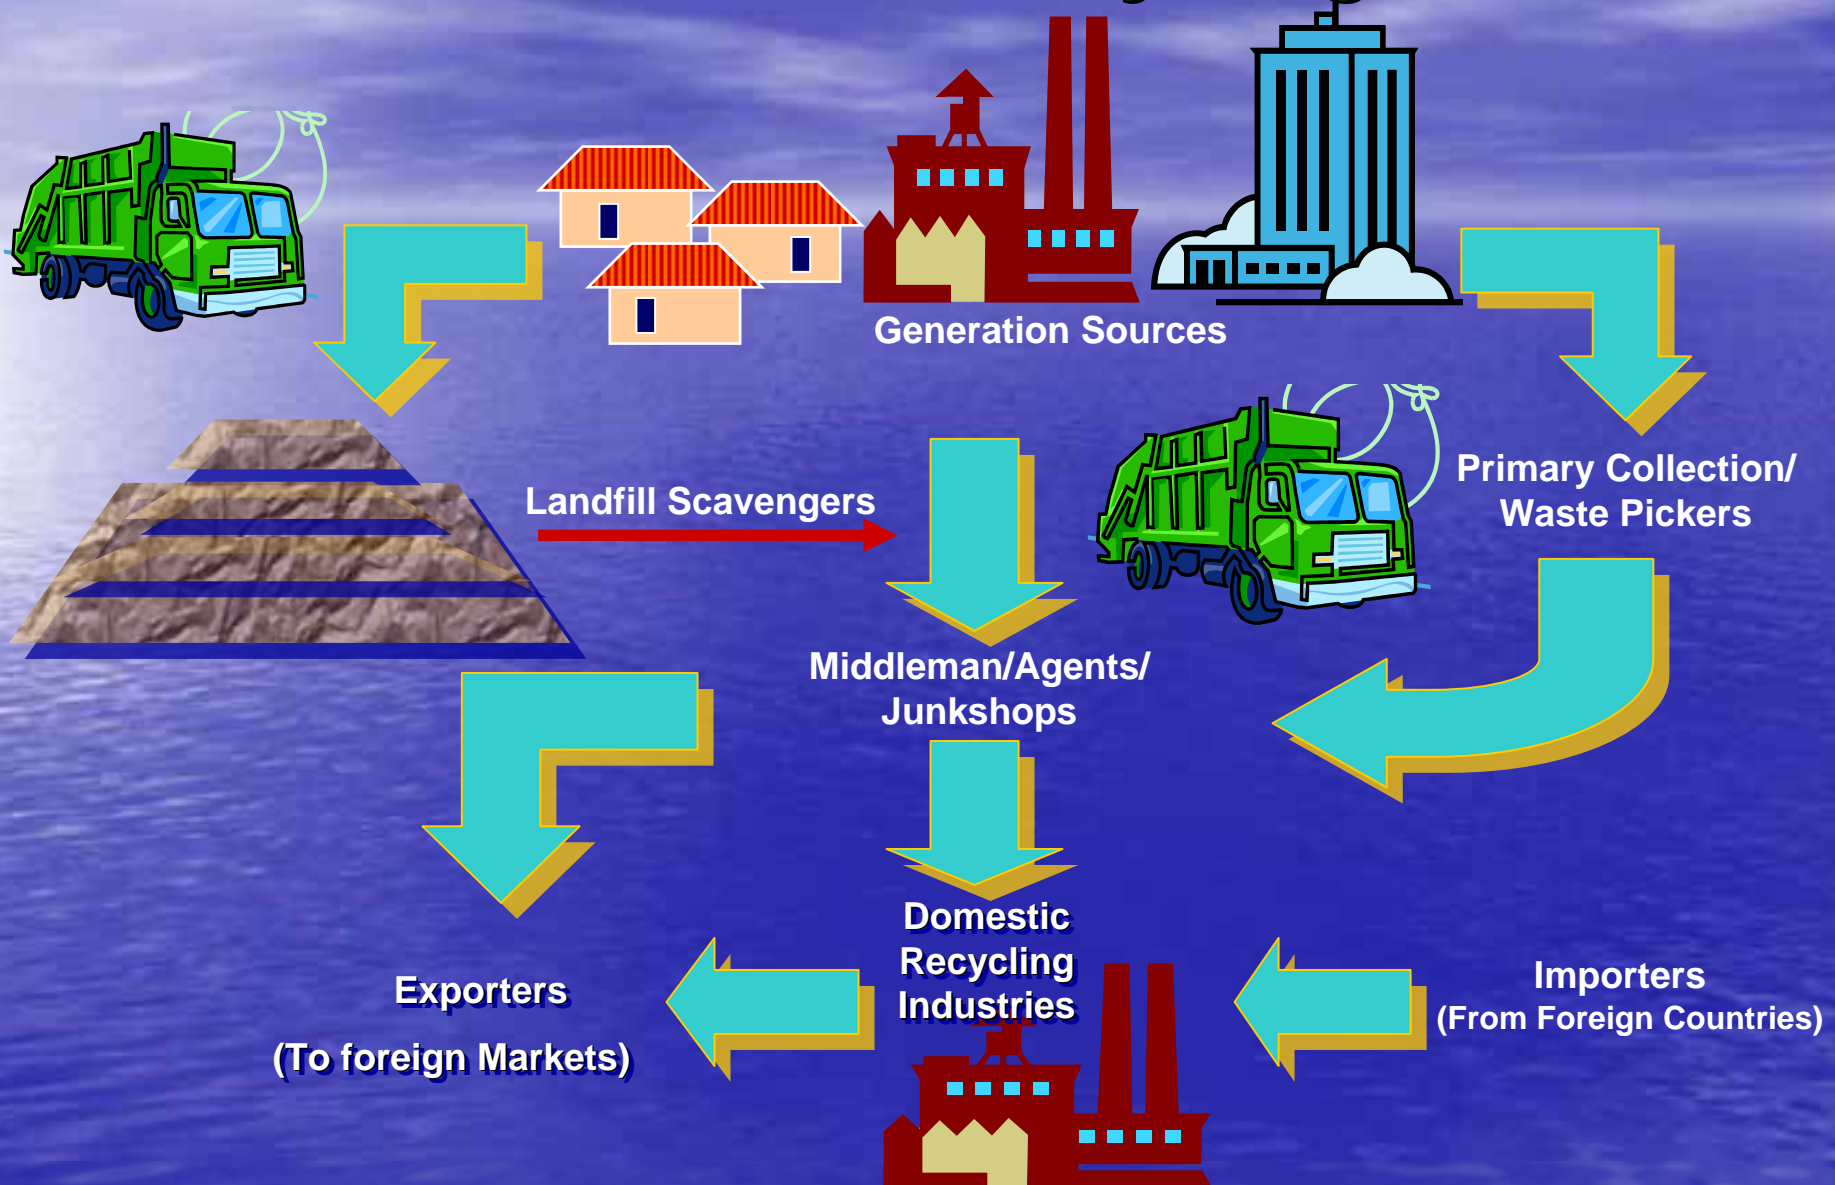 Generation Sources
Primary Collection/
Waste Pickers
Landfill Scavengers
Middleman/Agents/
Junkshops
Domestic
Recycling
Industries
Exporters
(To foreign Markets)
Importers
(From Foreign Countries)